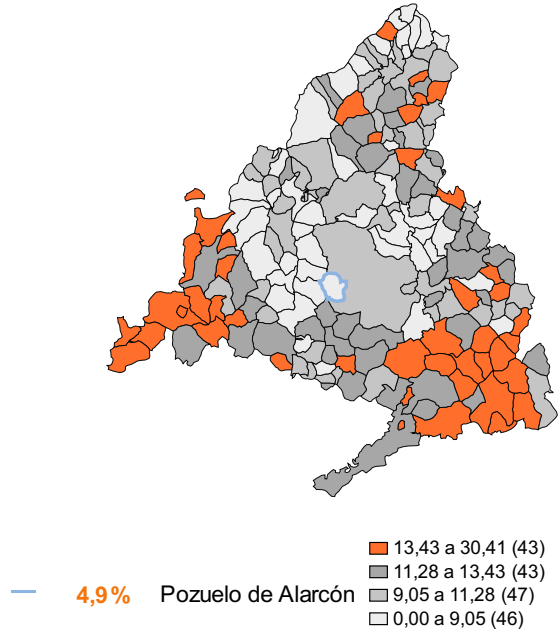 13,43 a 30,41 (43)
11,28 a 13,43 (43)
9,05 a 11,28 (47)
0,00 a 9,05 (46)
4,9% Pozuelo de Alarcón